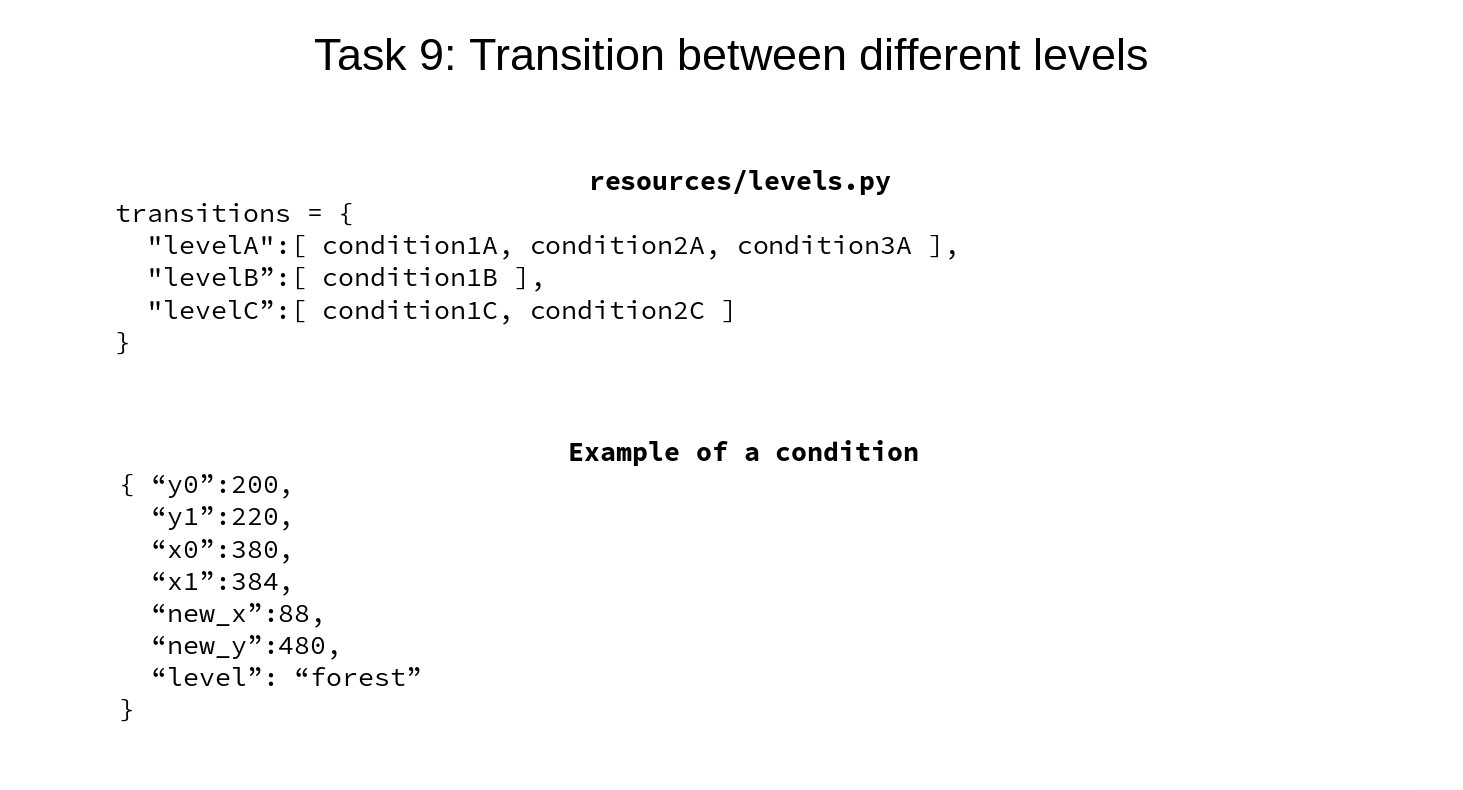 Task 9: Transition between different levels
resources/levels.py
transitions = {
"levelA":[ condition1A, condition2A, condition3A ],
"levelB”:[ condition1B ],
"levelC”:[ condition1C, condition2C ]
}
Example of a condition
{ “y0”:200,
“y1”:220,
“x0”:380,
“x1”:384,
“new_x”:88,
“new_y”:480,
“level”: “forest”
}